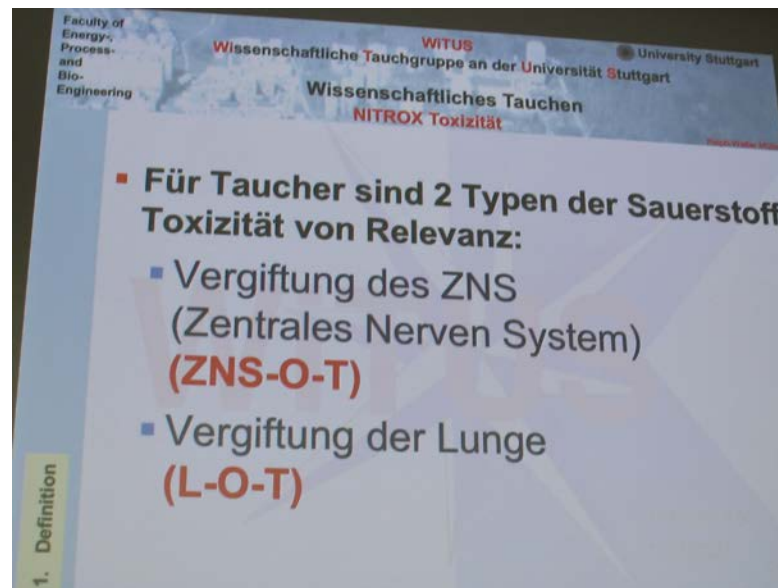 Faculty of
Energy-,
Process-
and
Bio-
Engineering
WiTUS
University Stuttgart
Wissenschaftliche Tauchgruppe an der Universität Stuttgart
Wissenschaftliches Tauchen
NITROX Toxizität
Für Taucher sind 2 Typen der Sauerstoff
Toxizität von Relevanz:
Vergiftung des ZNS
(Zentrales Nerven System)
(ZNS-O-T)
Vergiftung der Lunge
(L-O-T)
1. Definition
WiTUS